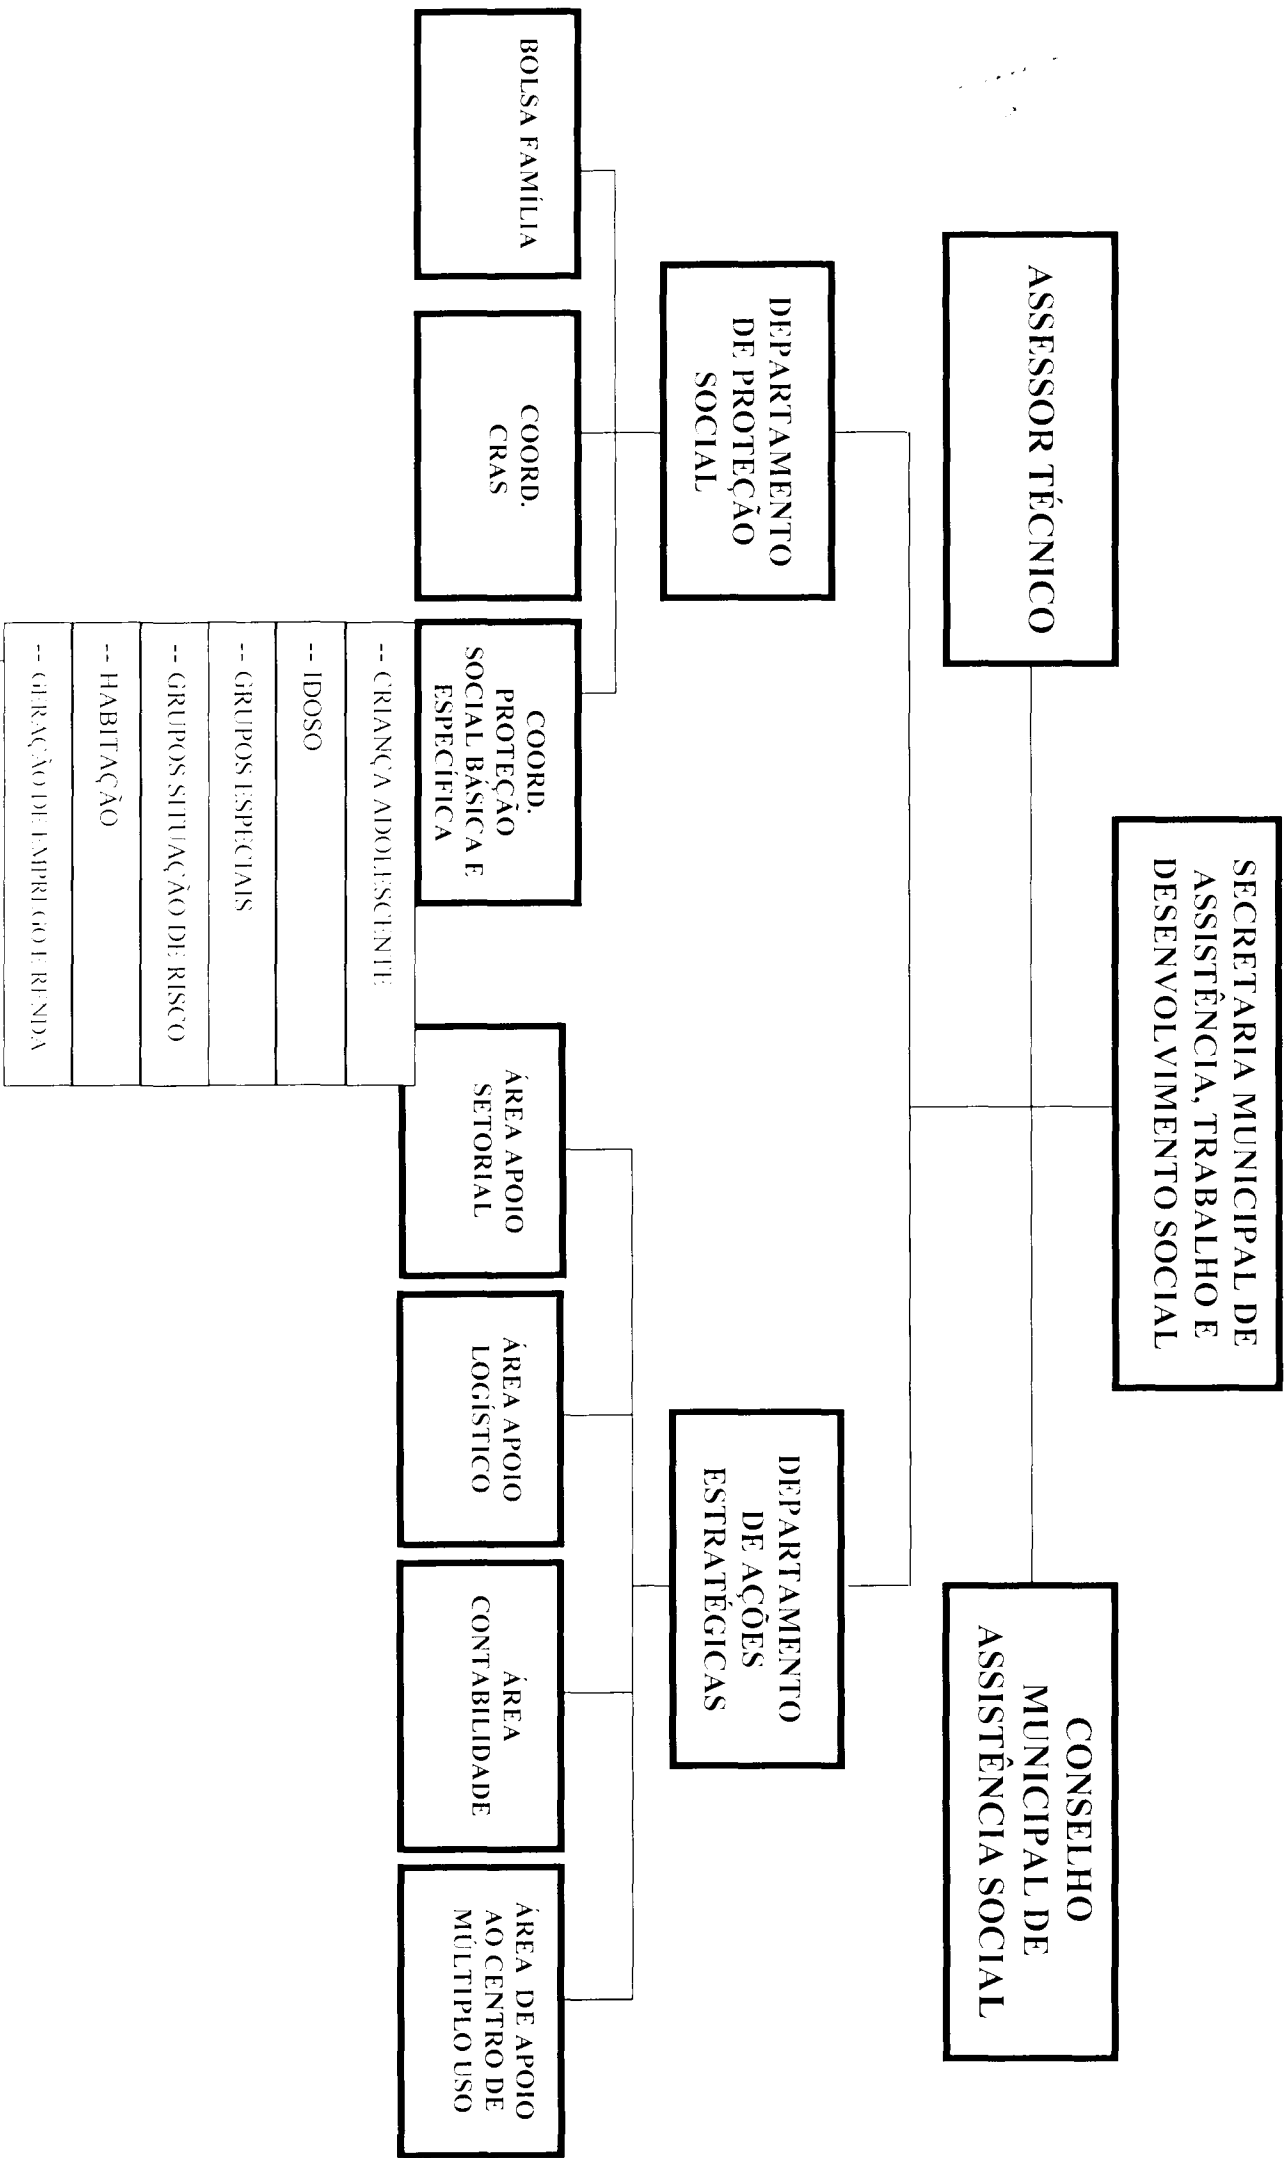 SECRETARIA MUNICIPAL DE
ASSISTÊNCIA, TRABALHO E
DESENVOLVIMENTO SOCIAL
ASSESSOR TÉCNICO
CONSELHO
MUNICIPAL DE
ASSISTÊNCIA SOCIAL
DEPARTAMENTO
DE PROTEÇÃO
SOCIAL
DEPARTAMENTO
DE AÇÕES
ESTRATÉGICAS
BOLSA FAMÍLIA
COORD.
CRAS
COORD.
PROTEÇÃO
SOCIAL BÁSICA E
ESPECÍFICA
-- CRIANÇA ADOLESCENTE
-- IDOSO
-- GRUPOS ESPECIAIS
-- GRUPOS SITUAÇÃO DE RISCO
-- HABITAÇÃO
-- GERAÇÃO DE EMPREGO E RENDA
ÁREA APOIO
SETORIAL
ÁREA APOIO
LOGÍSTICO
ÁREA
CONTABILIDADE
ÁREA DE APOIO
AO CENTRO DE
MÚLTIPLO USO